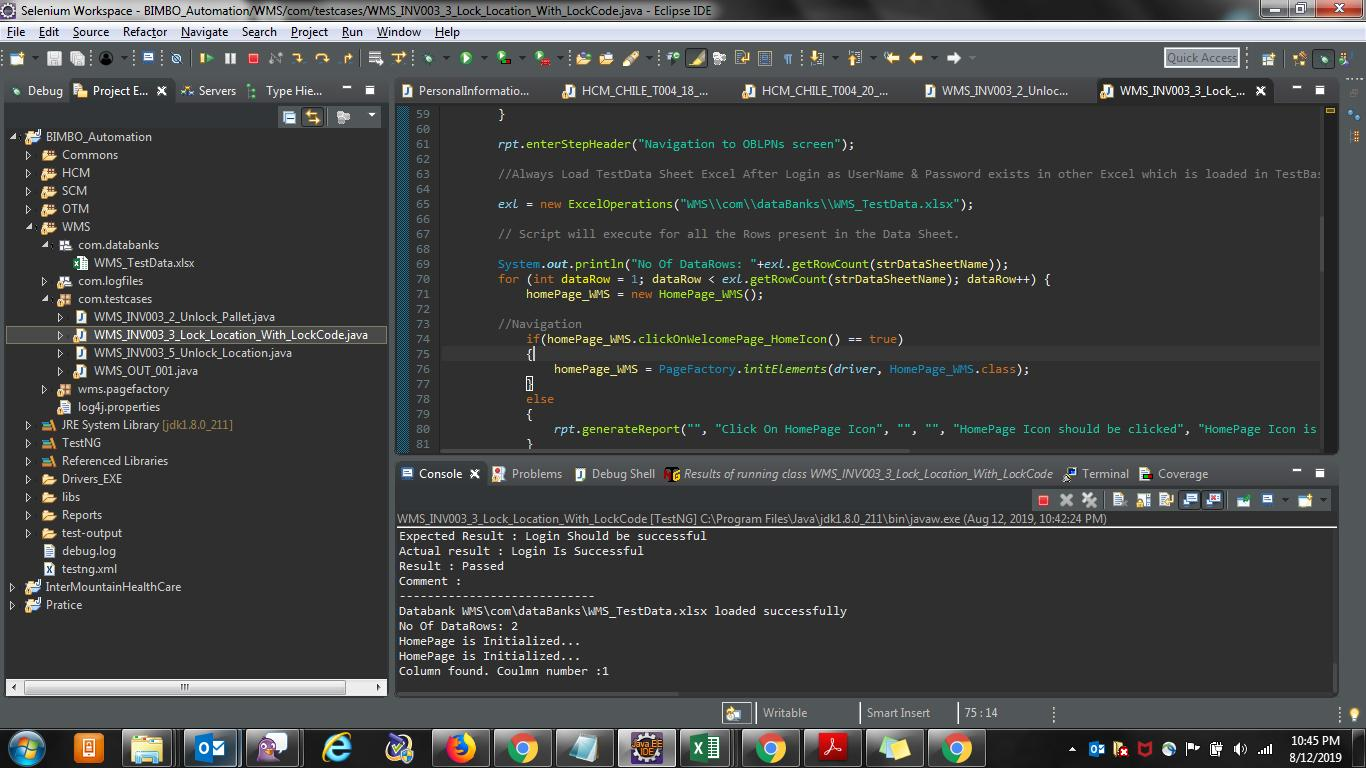 Selenium Workspace - BIMBO_Automation/WMS/com/testcases/WMS_INV003_3_Lock_Location_With_LockCode.java - Eclipse IDE
File Edit Source Refactor Navigate Search Project Run Window Help
Quick Access
Debug Project E... Servers Type Hie...
BIMBO_Automation
Commons
HCM
SCM
OTM
WMS
com.databanks
WMS_TestData.xlsx
com.logfiles
com.testcases
WMS_INV003_2_Unlock_Pallet.java
WMS_INV003_3_Lock_Location_With_LockCode.java
WMS_INV003_5_Unlock_Location.java
WMS_OUT_001.java
wms.pagefactory
log4j.properties
JRE System Library [jdk1.8.0_211]
TestNG
Referenced Libraries
Drivers_EXE
libs
Reports
test-output
debug.log
testng.xml
InterMountainHealthCare
Pratice
PersonalInformatio... HCM_CHILE_T004_18_... HCM_CHILE_T004_20_... WMS_INV003_2_Unloc... WMS_INV003_3_Lock_...
59 }
60
61 rpt.enterStepHeader("Navigation to OBLPNs screen");
62
63 //Always Load TestData Sheet Excel After Login as UserName & Password exists in other Excel which is loaded in TestBas
64
65 exl = new ExcelOperations("WMS\\com\\dataBanks\\WMS_TestData.xlsx");
66
67 // Script will execute for all the Rows present in the Data Sheet.
68
69 System.out.println("No Of DataRows: "+exl.getRowCount(strDataSheetName));
70 for (int dataRow = 1; dataRow < exl.getRowCount(strDataSheetName); dataRow++) {
71 homePage_WMS = new HomePage_WMS();
72
73 //Navigation
74 if(homePage_WMS.clickOnWelcomePage_HomeIcon() == true)
75 {
76 homePage_WMS = PageFactory.initElements(driver, HomePage_WMS.class);
77 }
78 else
79 {
80 rpt.generateReport("", "Click On HomePage Icon", "", "", "HomePage Icon should be clicked", "HomePage Icon is
81 }
Console Problems Debug Shell Results of running class WMS_INV003_3_Lock_Location_With_LockCode Terminal Coverage
WMS_INV003_3_Lock_Location_With_LockCode [TestNG] C:\Program Files\Java\jdk1.8.0_211\bin\javaw.exe (Aug 12, 2019, 10:42:24 PM)
Expected Result : Login Should be successful
Actual result : Login Is Successful
Result : Passed
Comment :
----------------------------
Databank WMS\com\dataBanks\WMS_TestData.xlsx loaded successfully
No Of DataRows: 2
HomePage is Initialized...
HomePage is Initialized...
Column found. Coulmn number :1
Writable Smart Insert 75 : 14
Java EE IDE
10:45 PM
8/12/2019